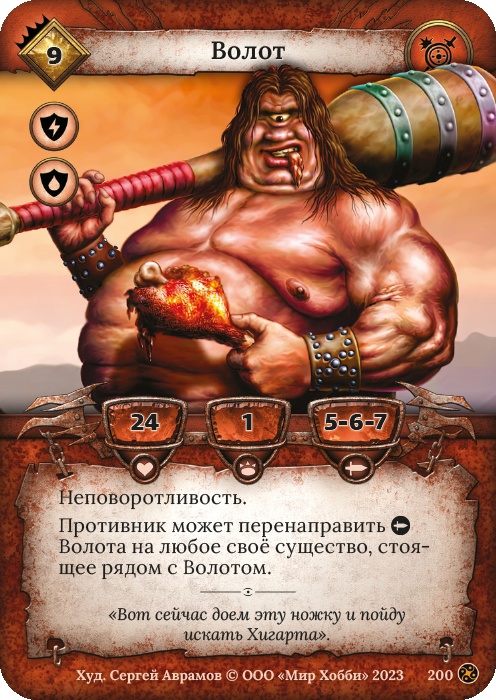 9
Волот
24
1
5-6-7
Неповоротливость.
Противник может перенаправить
Волота на любое своё существо, стоя-
щее рядом с Волотом.
«Вот сейчас доем эту ножку и пойду
искать Хигарта».
Худ. Сергей Аврамов © ООО «Мир Хобби» 2023 200